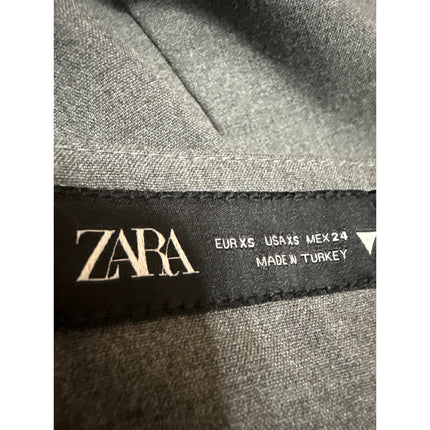 ZARA
EUR XS USA XS MEX 24
MADE IN TURKEY